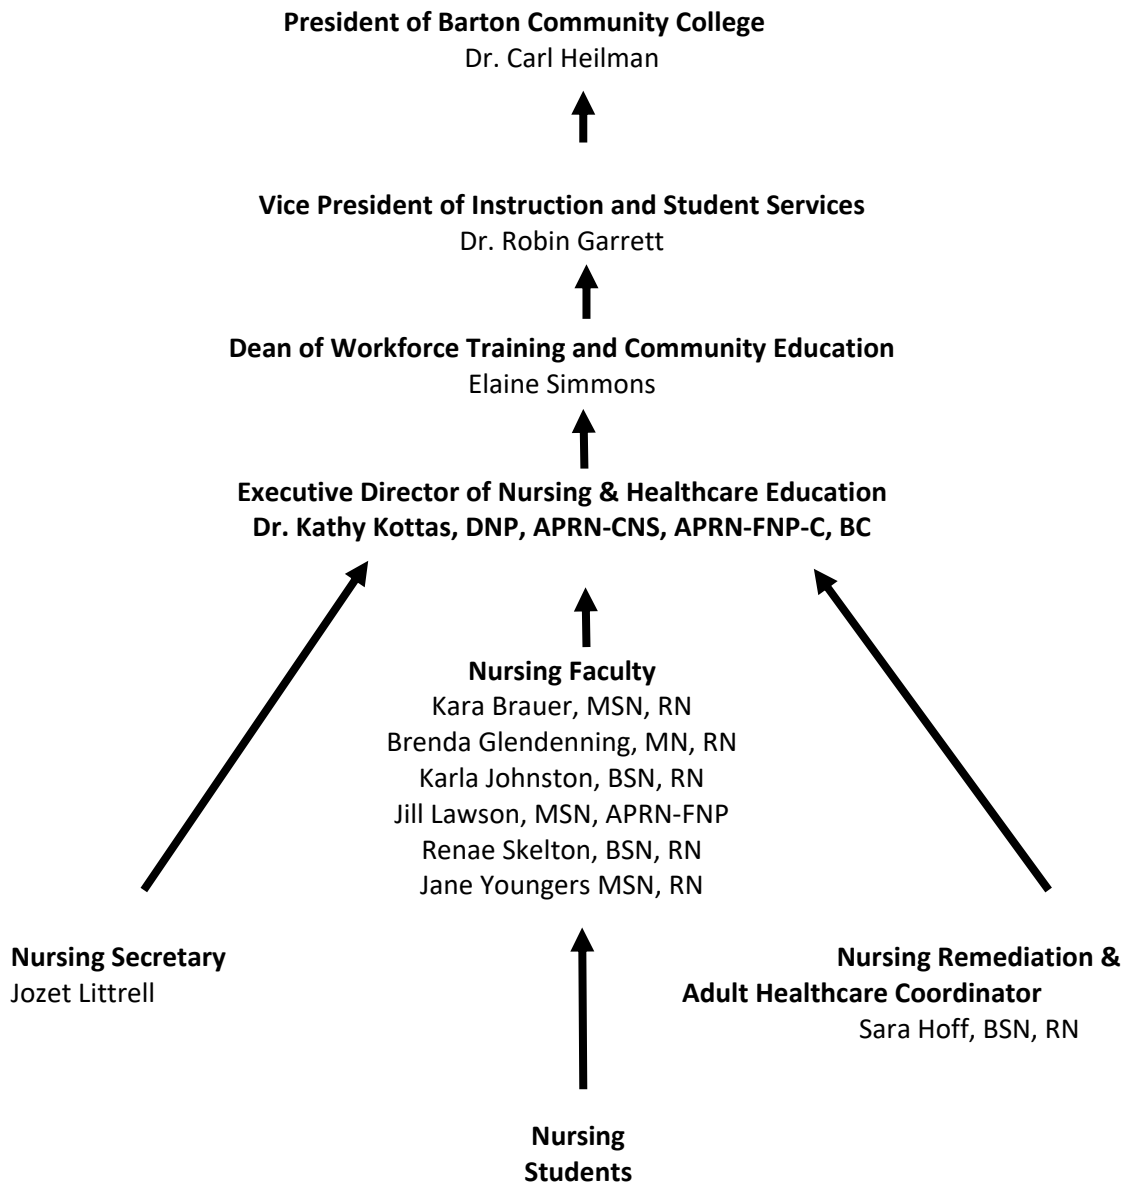 President of Barton Community College
Dr. Carl Heilman
Vice President of Instruction and Student Services
Dr. Robin Garrett
Dean of Workforce Training and Community Education
Elaine Simmons
Executive Director of Nursing & Healthcare Education
Dr. Kathy Kottas, DNP, APRN-CNS, APRN-FNP-C, BC
Nursing Faculty
Kara Brauer, MSN, RN
Brenda Glendenning, MN, RN
Karla Johnston, BSN, RN
Jill Lawson, MSN, APRN-FNP
Renae Skelton, BSN, RN
Jane Youngers MSN, RN
Nursing Secretary
Jozet Littrell
Nursing Remediation &
Adult Healthcare Coordinator
Sara Hoff, BSN, RN
Nursing
Students